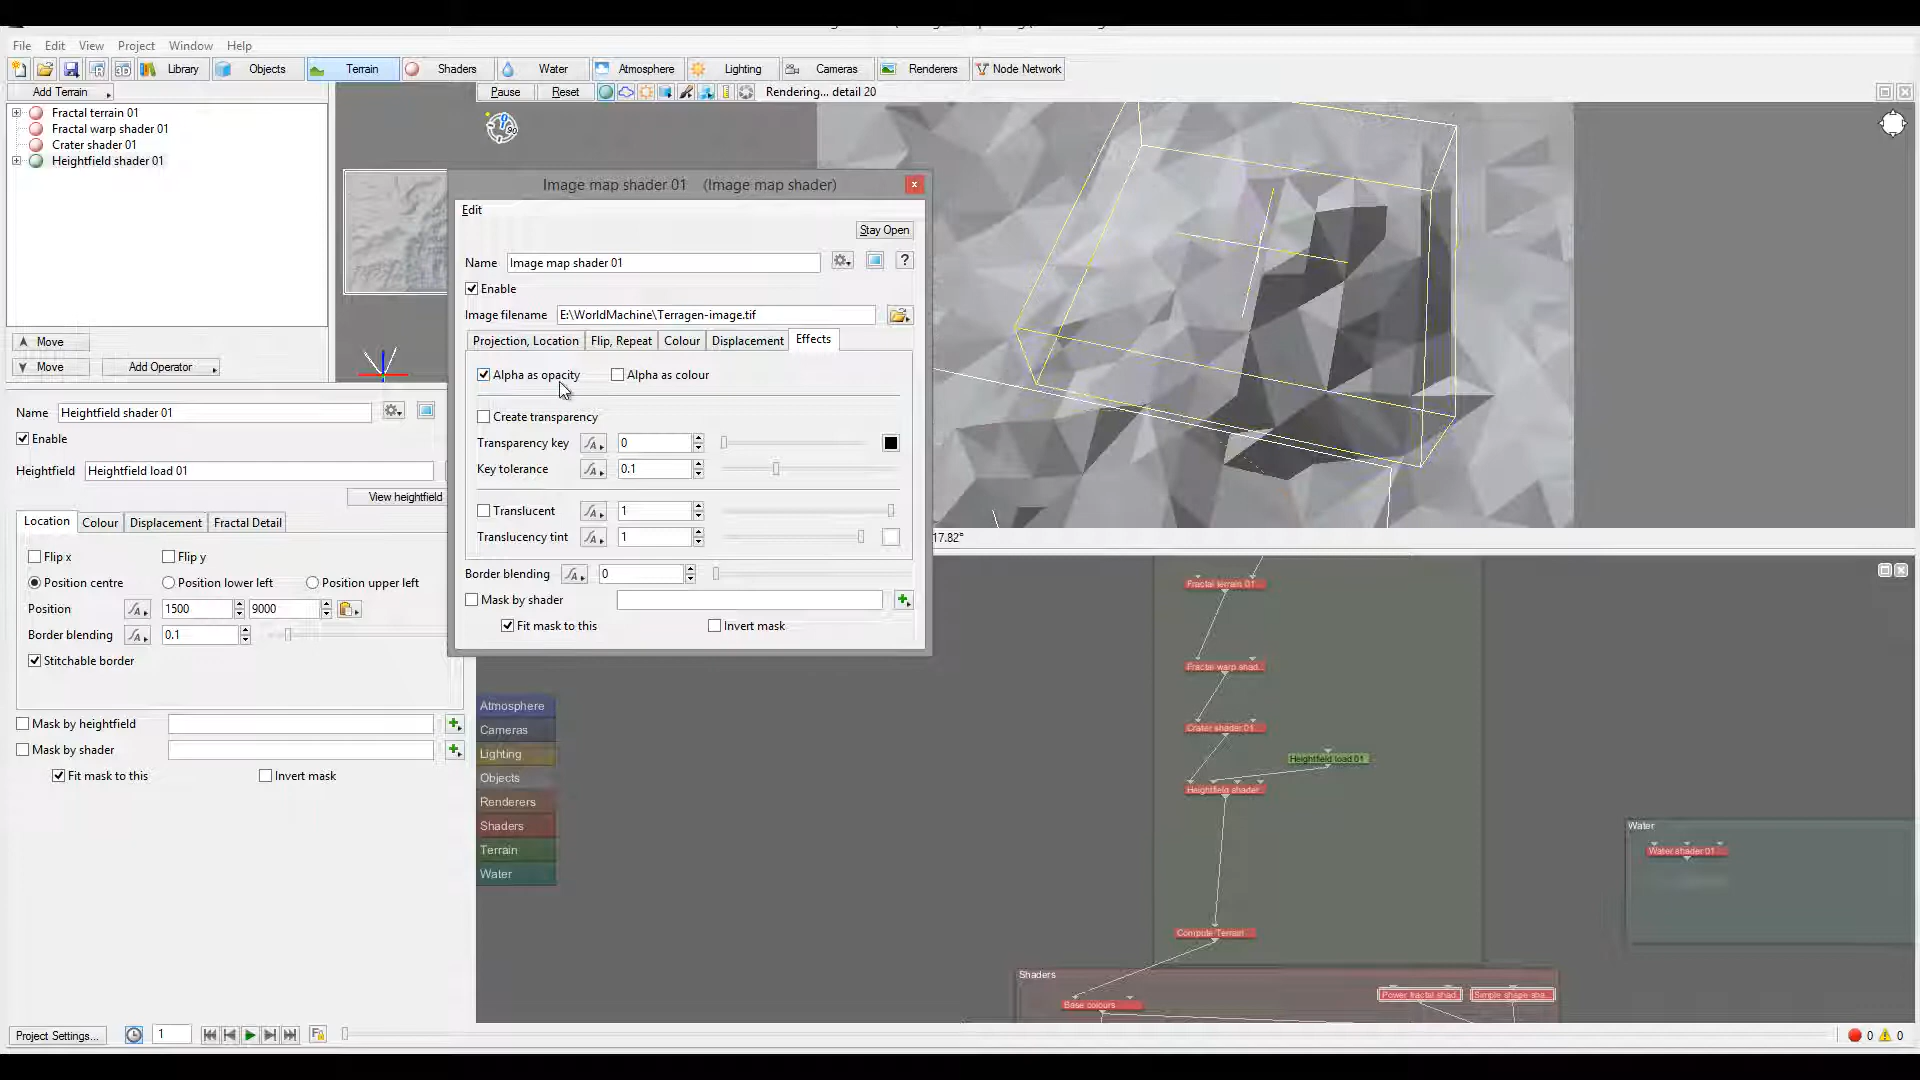 File Edit View Project Window Help
Library Objects Terrain Shaders Water Atmosphere Lighting Cameras Renderers Node Network
Add Terrain
Pause Reset Rendering... detail 20
Fractal terrain 01
Fractal warp shader 01
Crater shader 01
Heightfield shader 01
Move
Move Add Operator
Name Heightfield shader 01
Enable
Heightfield Heightfield load 01
View heightfield
Location Colour Displacement Fractal Detail
Flip x Flip y
Position centre Position lower left Position upper left
Position 1500 9000
Border blending 0.1
Stitchable border
Mask by heightfield
Mask by shader
Fit mask to this Invert mask
Image map shader 01 (Image map shader)
Edit
Stay Open
Name Image map shader 01 ?
Enable
Image filename E:\WorldMachine\Terragen-image.tif
Projection, Location Flip, Repeat Colour Displacement Effects
Alpha as opacity Alpha as colour
Create transparency
Transparency key 0
Key tolerance 0.1
Translucent 1
Translucency tint 1
Border blending 0
Mask by shader
Fit mask to this Invert mask
17.82°
Atmosphere
Cameras
Lighting
Objects
Renderers
Shaders
Terrain
Water
Fractal terrain 01
Fractal warp shad...
Crater shader 01
Heightfield load 01
Heightfield shader...
Compute Terrain
Water
Water shader 01
Shaders
Base colours
Power fractal shad...
Simple shape sha...
Project Settings... 1
0 0